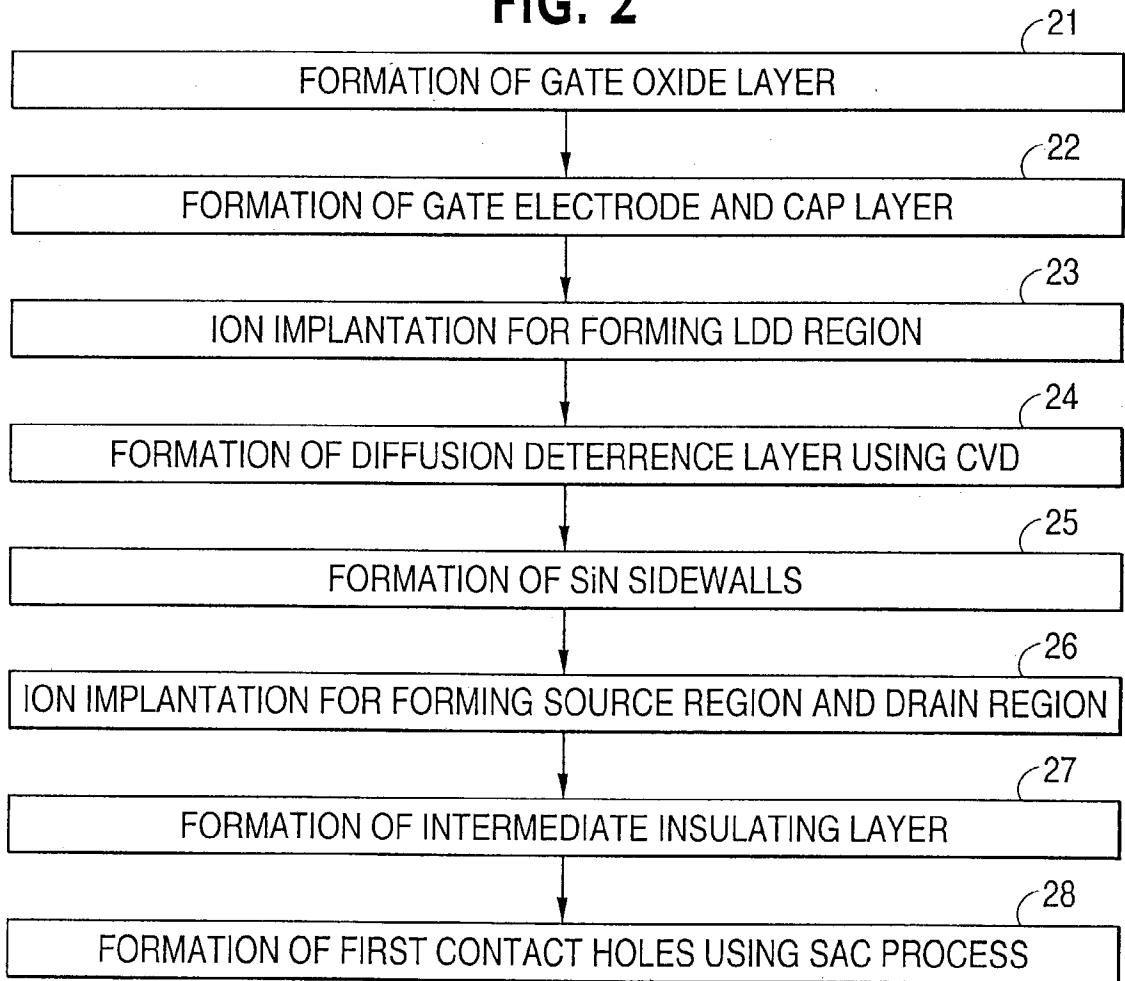 FIG. 2
21
FORMATION OF GATE OXIDE LAYER
22
FORMATION OF GATE ELECTRODE AND CAP LAYER
23
ION IMPLANTATION FOR FORMING LDD REGION
24
FORMATION OF DIFFUSION DETERRENCE LAYER USING CVD
25
FORMATION OF SiN SIDEWALLS
26
ION IMPLANTATION FOR FORMING SOURCE REGION AND DRAIN REGION
27
FORMATION OF INTERMEDIATE INSULATING LAYER
28
FORMATION OF FIRST CONTACT HOLES USING SAC PROCESS